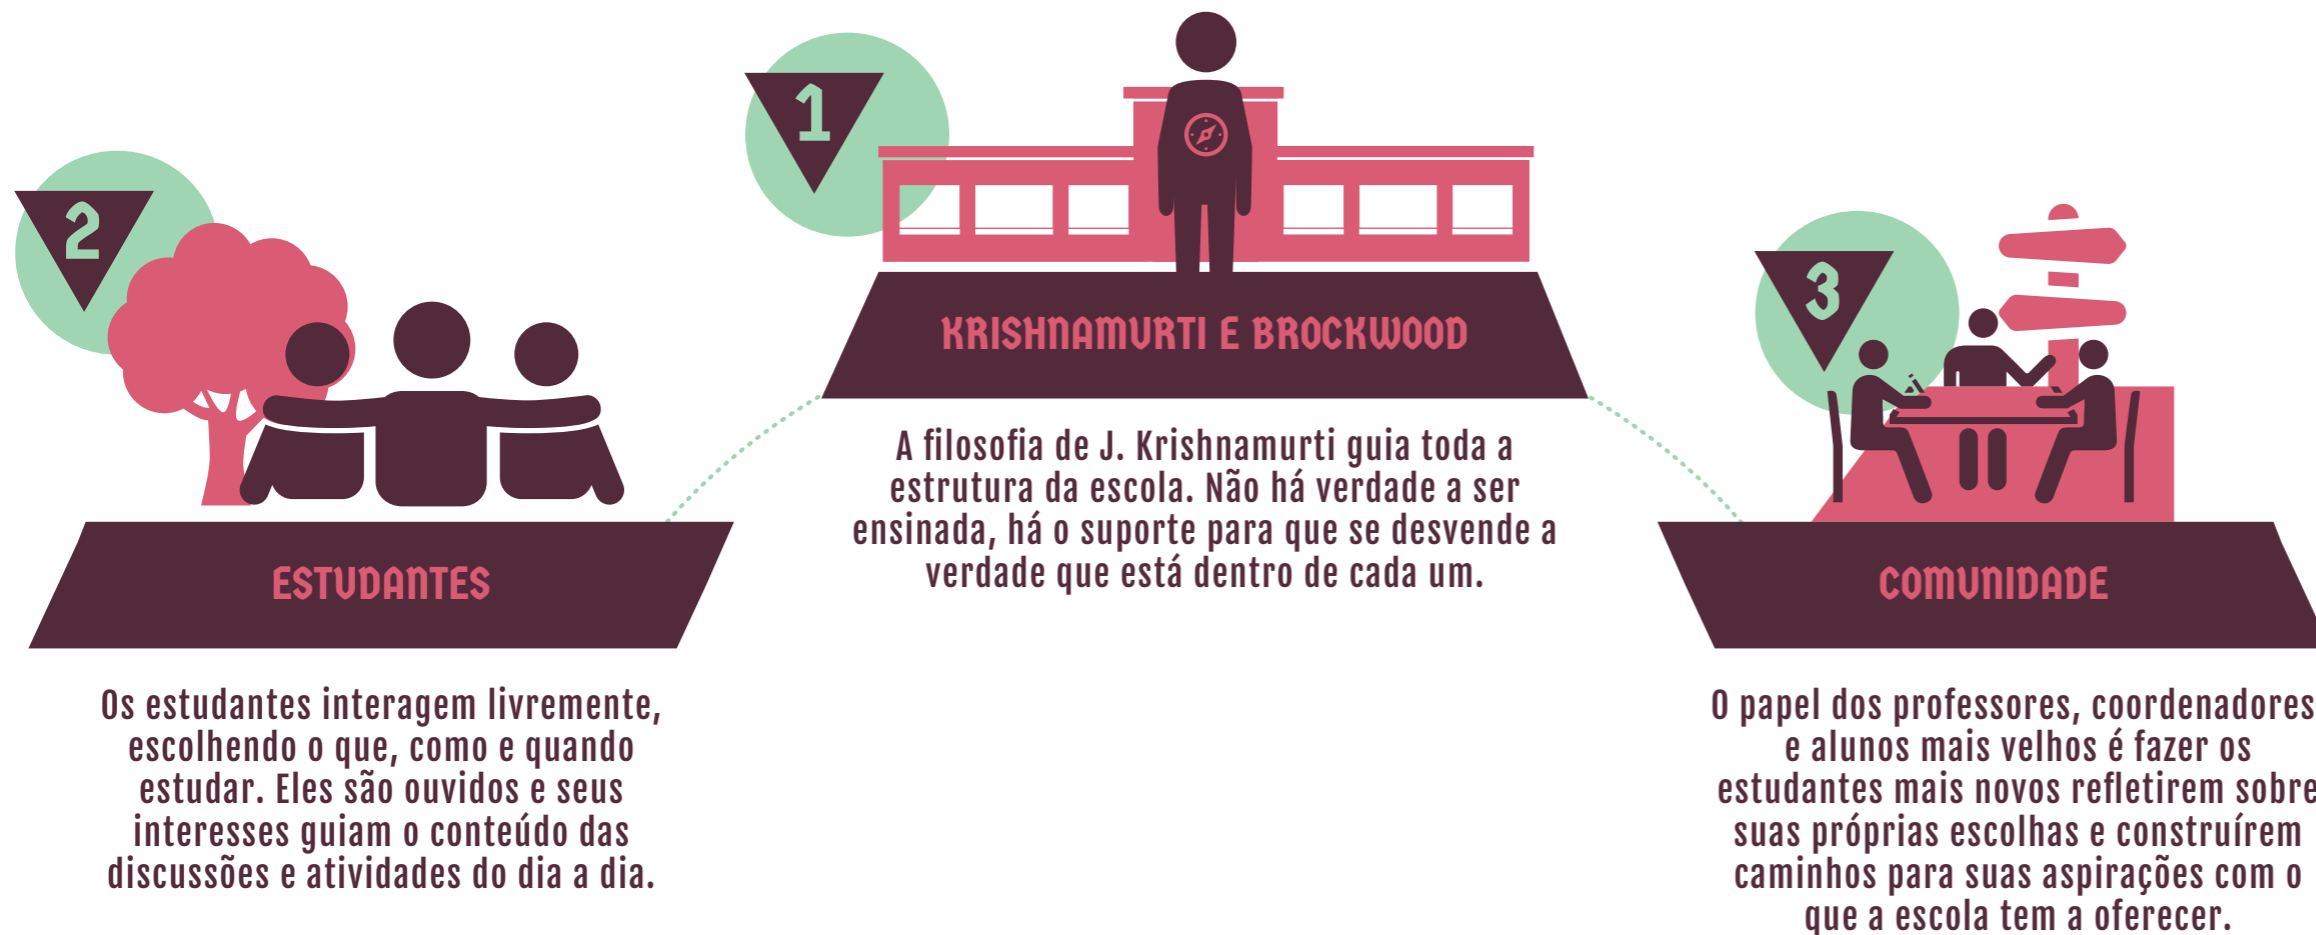 1
KRISHNAMURTI E BROCKWOOD
A filosofia de J. Krishnamurti guia toda a
estrutura da escola. Não há verdade a ser
ensinada, há o suporte para que se desvende a
verdade que está dentro de cada um.
2
ESTUDANTES
Os estudantes interagem livremente,
escolhendo o que, como e quando
estudar. Eles são ouvidos e seus
interesses guiam o conteúdo das
discussões e atividades do dia a dia.
3
COMUNIDADE
O papel dos professores, coordenadores
e alunos mais velhos é fazer os
estudantes mais novos refletirem sobre
suas próprias escolhas e construírem
caminhos para suas aspirações com o
que a escola tem a oferecer.